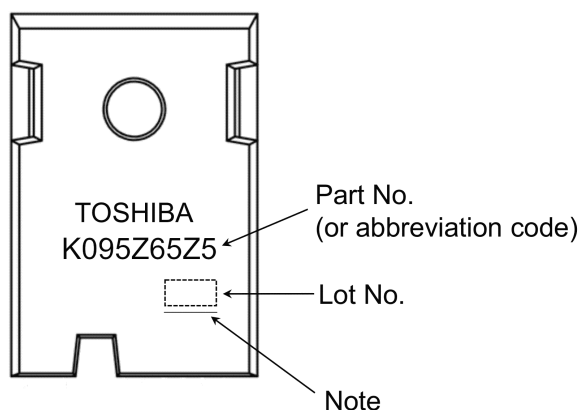 TOSHIBA
K095Z65Z5
Part No.
(or abbreviation code)
Lot No.
Note